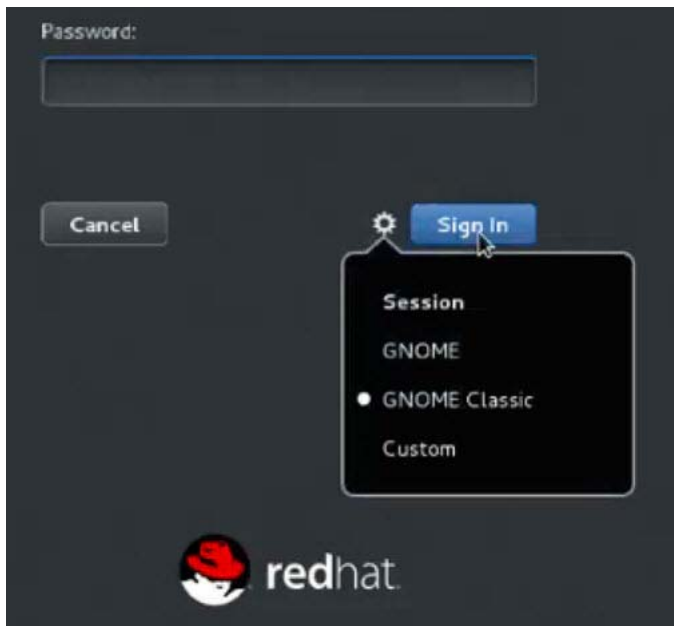 Password:
Cancel
Sign In
Session
GNOME
GNOME Classic
Custom
redhat.